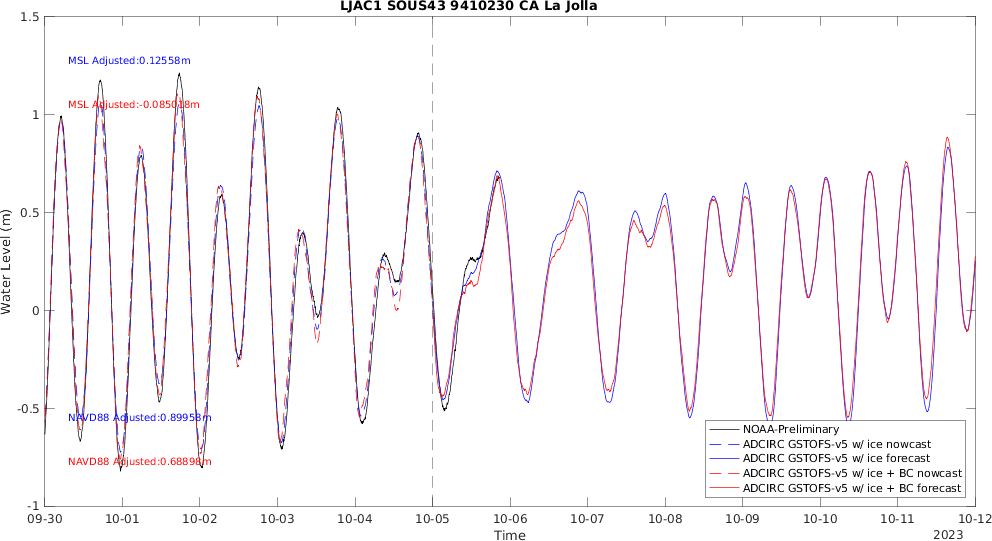 LJAC1 SOUS43 9410230 CA La Jolla
1.5
1
0.5
0
-0.5
-1
Water Level (m)
MSL Adjusted:0.12558m
MSL Adjusted:-0.085018m
NAVD88 Adjusted:0.89958m
NAVD88 Adjusted:0.68898m
NOAA-Preliminary
ADCIRC GSTOFS-v5 w/ ice nowcast
ADCIRC GSTOFS-v5 w/ ice forecast
ADCIRC GSTOFS-v5 w/ ice + BC nowcast
ADCIRC GSTOFS-v5 w/ ice + BC forecast
09-30 10-01 10-02 10-03 10-04 10-05 10-06 10-07 10-08 10-09 10-10 10-11 10-12
Time
2023